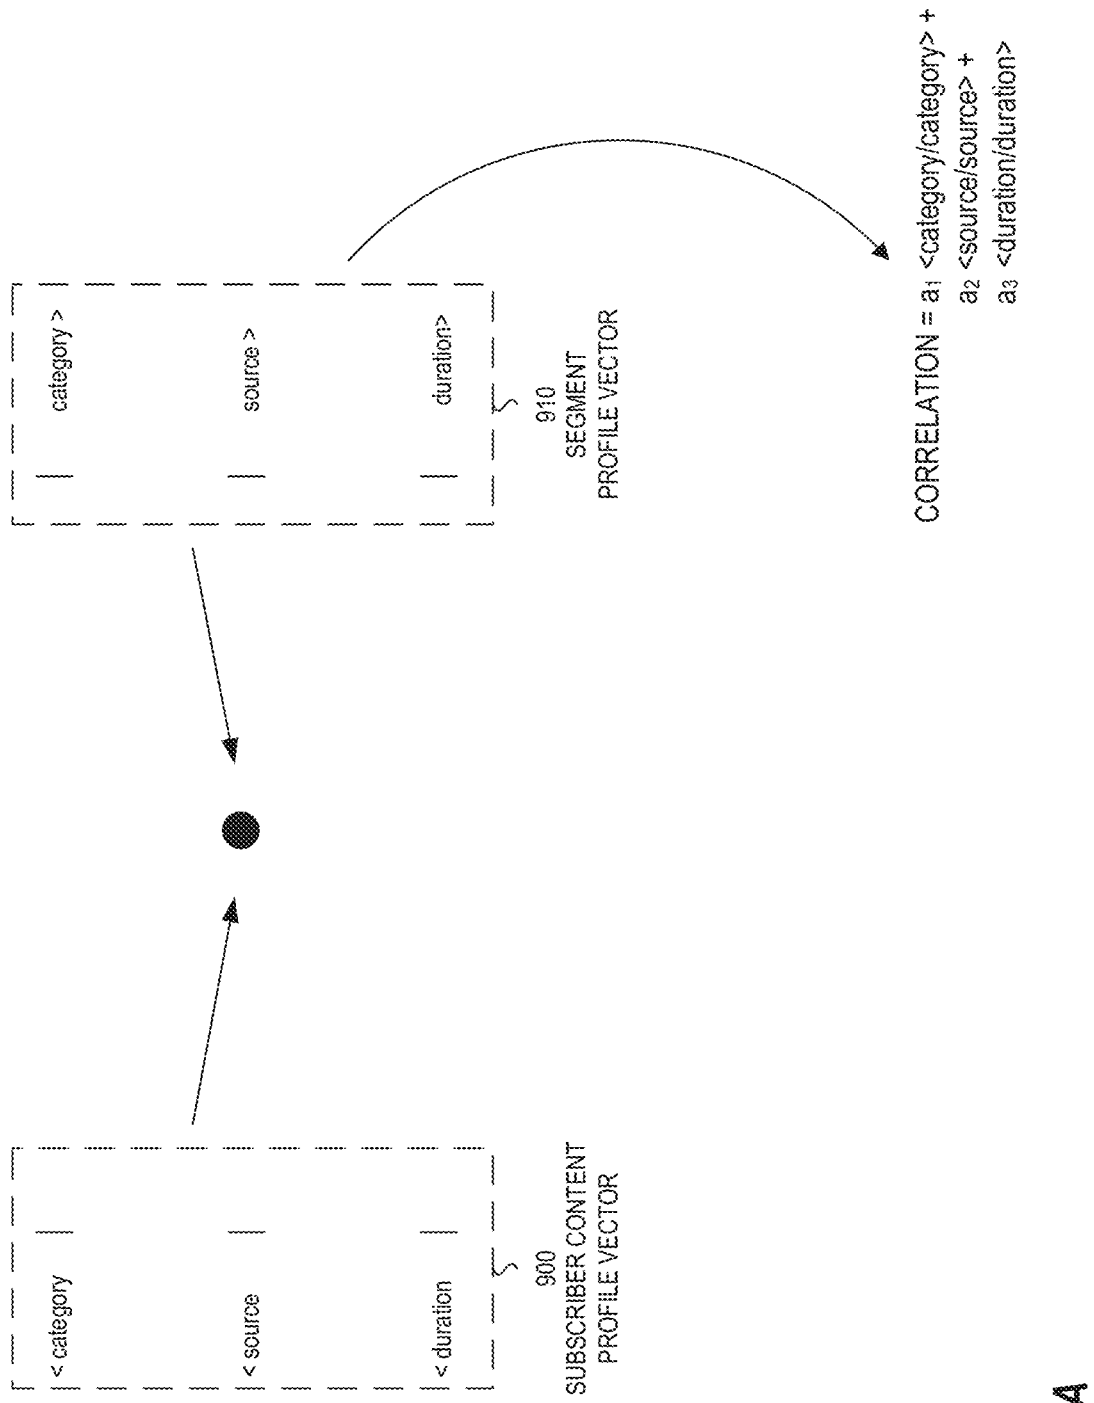 < category |
< source |
< duration |
900
SUBSCRIBER CONTENT
PROFILE VECTOR
| category >
| source >
| duration>
910
SEGMENT
PROFILE VECTOR
CORRELATION = a₁ <category/category> +
a₂ <source/source> +
a₃ <duration/duration>
A